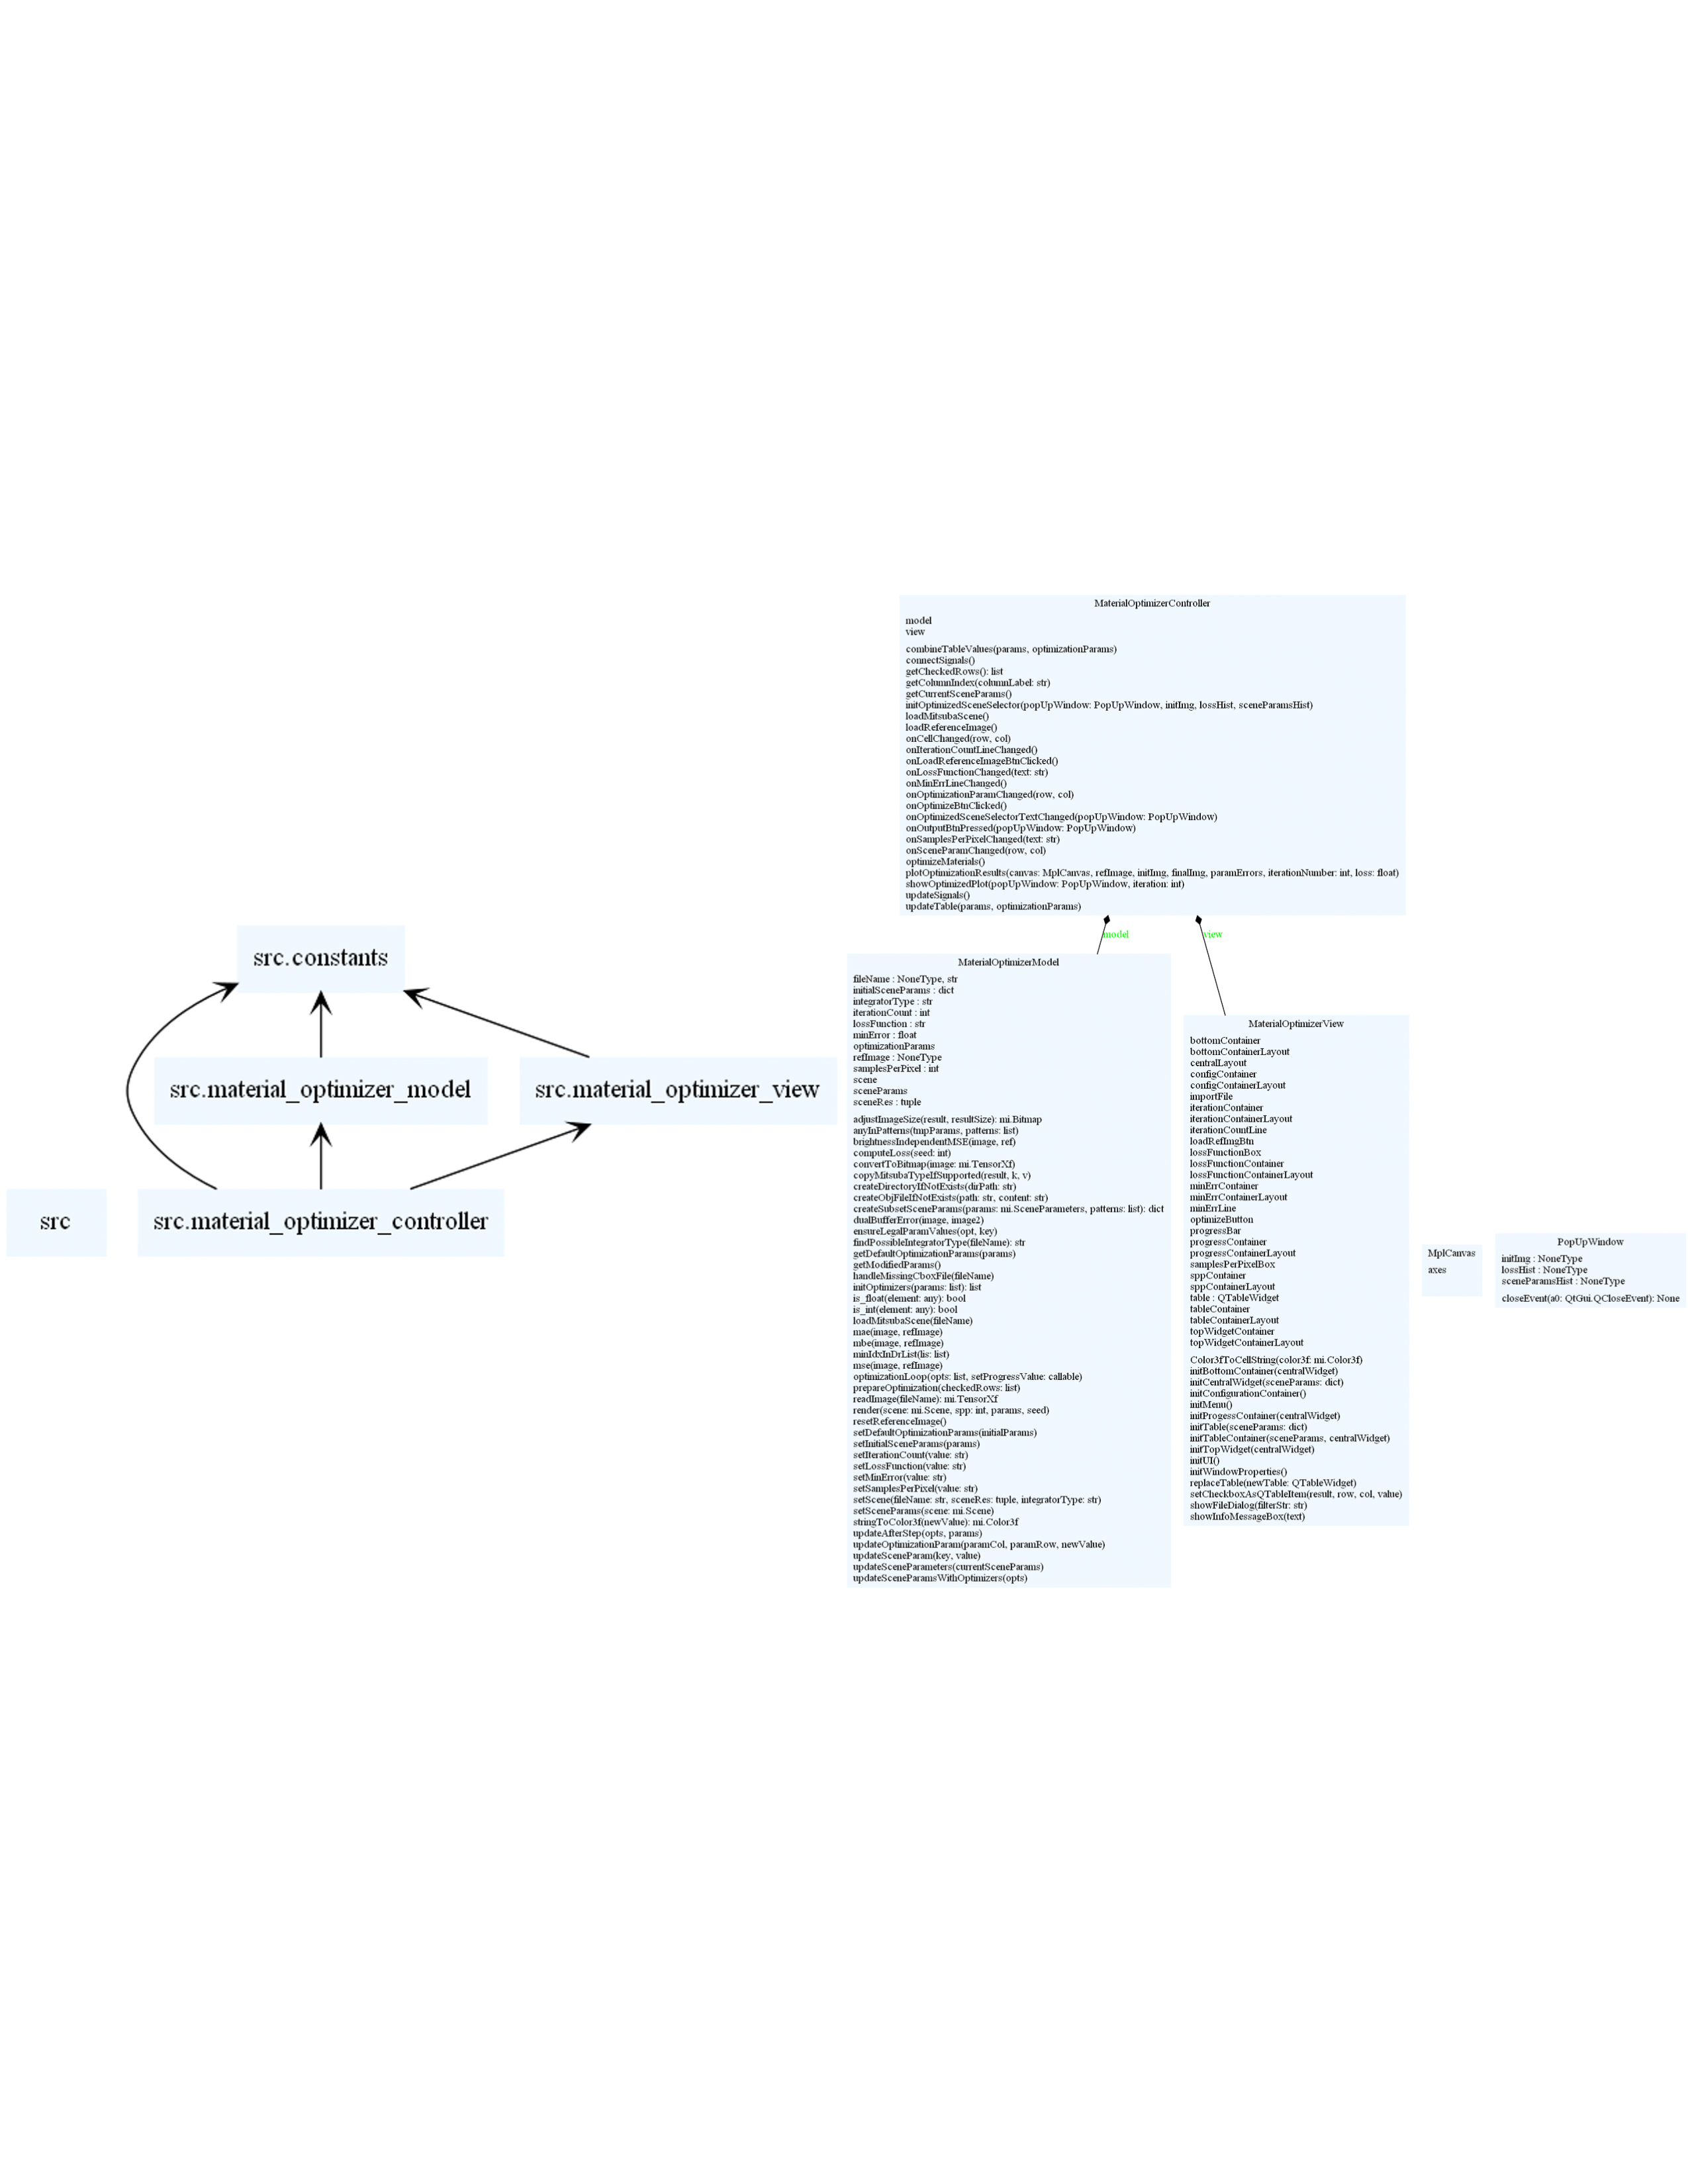 src.constants
src.material_optimizer_model
src.material_optimizer_view
src
src.material_optimizer_controller
MaterialOptimizerController
model
view
combineTableValues(params, optimizationParams)
connectSignals()
getCheckedRows(): list
getColumnIndex(columnLabel: str)
getCurrentSceneParams()
initOptimizedSceneSelector(popUpWindow: PopUpWindow, initImg, lossHist, sceneParamsHist)
loadMitsubaScene()
loadReferenceImage()
onCellChanged(row, col)
onIterationCountLineChanged()
onLoadReferenceImageBtnClicked()
onLossFunctionChanged(text: str)
onMinErrLineChanged()
onOptimizationParamChanged(row, col)
onOptimizeBtnClicked()
onOptimizedSceneSelectorTextChanged(popUpWindow: PopUpWindow)
onOutputBtnPressed(popUpWindow: PopUpWindow)
onSamplesPerPixelChanged(text: str)
onSceneParamChanged(row, col)
optimizeMaterials()
plotOptimizationResults(canvas: MplCanvas, refImage, initImg, finalImg, paramErrors, iterationNumber: int, loss: float)
showOptimizedPlot(popUpWindow: PopUpWindow, iteration: int)
updateSignals()
updateTable(params, optimizationParams)
model
view
MaterialOptimizerModel
fileName : NoneType, str
initialSceneParams : dict
integratorType : str
iterationCount : int
lossFunction : str
minError : float
optimizationParams
refImage : NoneType
samplesPerPixel : int
scene
sceneParams
sceneRes : tuple
adjustImageSize(result, resultSize): mi.Bitmap
anyInPatterns(tmpParams, patterns: list)
brightnessIndependentMSE(image, ref)
computeLoss(seed: int)
convertToBitmap(image: mi.TensorXf)
copyMitsubaTypeIfSupported(result, k, v)
createDirectoryIfNotExists(dirPath: str)
createObjFileIfNotExists(path: str, content: str)
createSubsetSceneParams(params: mi.SceneParameters, patterns: list): dict
dualBufferError(image, image2)
ensureLegalParamValues(opt, key)
findPossibleIntegratorType(fileName): str
getDefaultOptimizationParams(params)
getModifiedParams()
handleMissingCboxFile(fileName)
initOptimizers(params: list): list
is_float(element: any): bool
is_int(element: any): bool
loadMitsubaScene(fileName)
mae(image, refImage)
mbe(image, refImage)
minIdxInDrList(lis: list)
mse(image, refImage)
optimizationLoop(opts: list, setProgressValue: callable)
prepareOptimization(checkedRows: list)
readImage(fileName): mi.TensorXf
render(scene: mi.Scene, spp: int, params, seed)
resetReferenceImage()
setDefaultOptimizationParams(initialParams)
setInitialSceneParams(params)
setIterationCount(value: str)
setLossFunction(value: str)
setMinError(value: str)
setSamplesPerPixel(value: str)
setScene(fileName: str, sceneRes: tuple, integratorType: str)
setSceneParams(scene: mi.Scene)
stringToColor3f(newValue): mi.Color3f
updateAfterStep(opts, params)
updateOptimizationParam(paramCol, paramRow, newValue)
updateSceneParam(key, value)
updateSceneParameters(currentSceneParams)
updateSceneParamsWithOptimizers(opts)
MaterialOptimizerView
bottomContainer
bottomContainerLayout
centralLayout
configContainer
configContainerLayout
importFile
iterationContainer
iterationContainerLayout
iterationCountLine
loadRefImgBtn
lossFunctionBox
lossFunctionContainer
lossFunctionContainerLayout
minErrContainer
minErrContainerLayout
minErrLine
optimizeButton
progressBar
progressContainer
progressContainerLayout
samplesPerPixelBox
sppContainer
sppContainerLayout
table : QTableWidget
tableContainer
tableContainerLayout
topWidgetContainer
topWidgetContainerLayout
Color3fToCellString(color3f: mi.Color3f)
initBottomContainer(centralWidget)
initCentralWidget(sceneParams: dict)
initConfigurationContainer()
initMenu()
initProgessContainer(centralWidget)
initTable(sceneParams: dict)
initTableContainer(sceneParams, centralWidget)
initTopWidget(centralWidget)
initUI()
initWindowProperties()
replaceTable(newTable: QTableWidget)
setCheckboxAsQTableItem(result, row, col, value)
showFileDialog(filterStr: str)
showInfoMessageBox(text)
MplCanvas
axes
PopUpWindow
initImg : NoneType
lossHist : NoneType
sceneParamsHist : NoneType
closeEvent(a0: QtGui.QCloseEvent): None